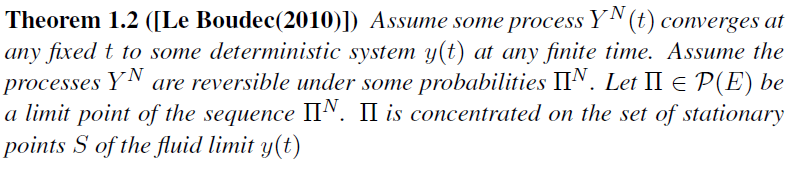 Theorem 1.2 ([Le Boudec(2010)]) Assume some process Y^N(t) converges at
any fixed t to some deterministic system y(t) at any finite time. Assume the
processes Y^N are reversible under some probabilities Π^N. Let Π ∈ P(E) be
a limit point of the sequence Π^N. Π is concentrated on the set of stationary
points S of the fluid limit y(t)